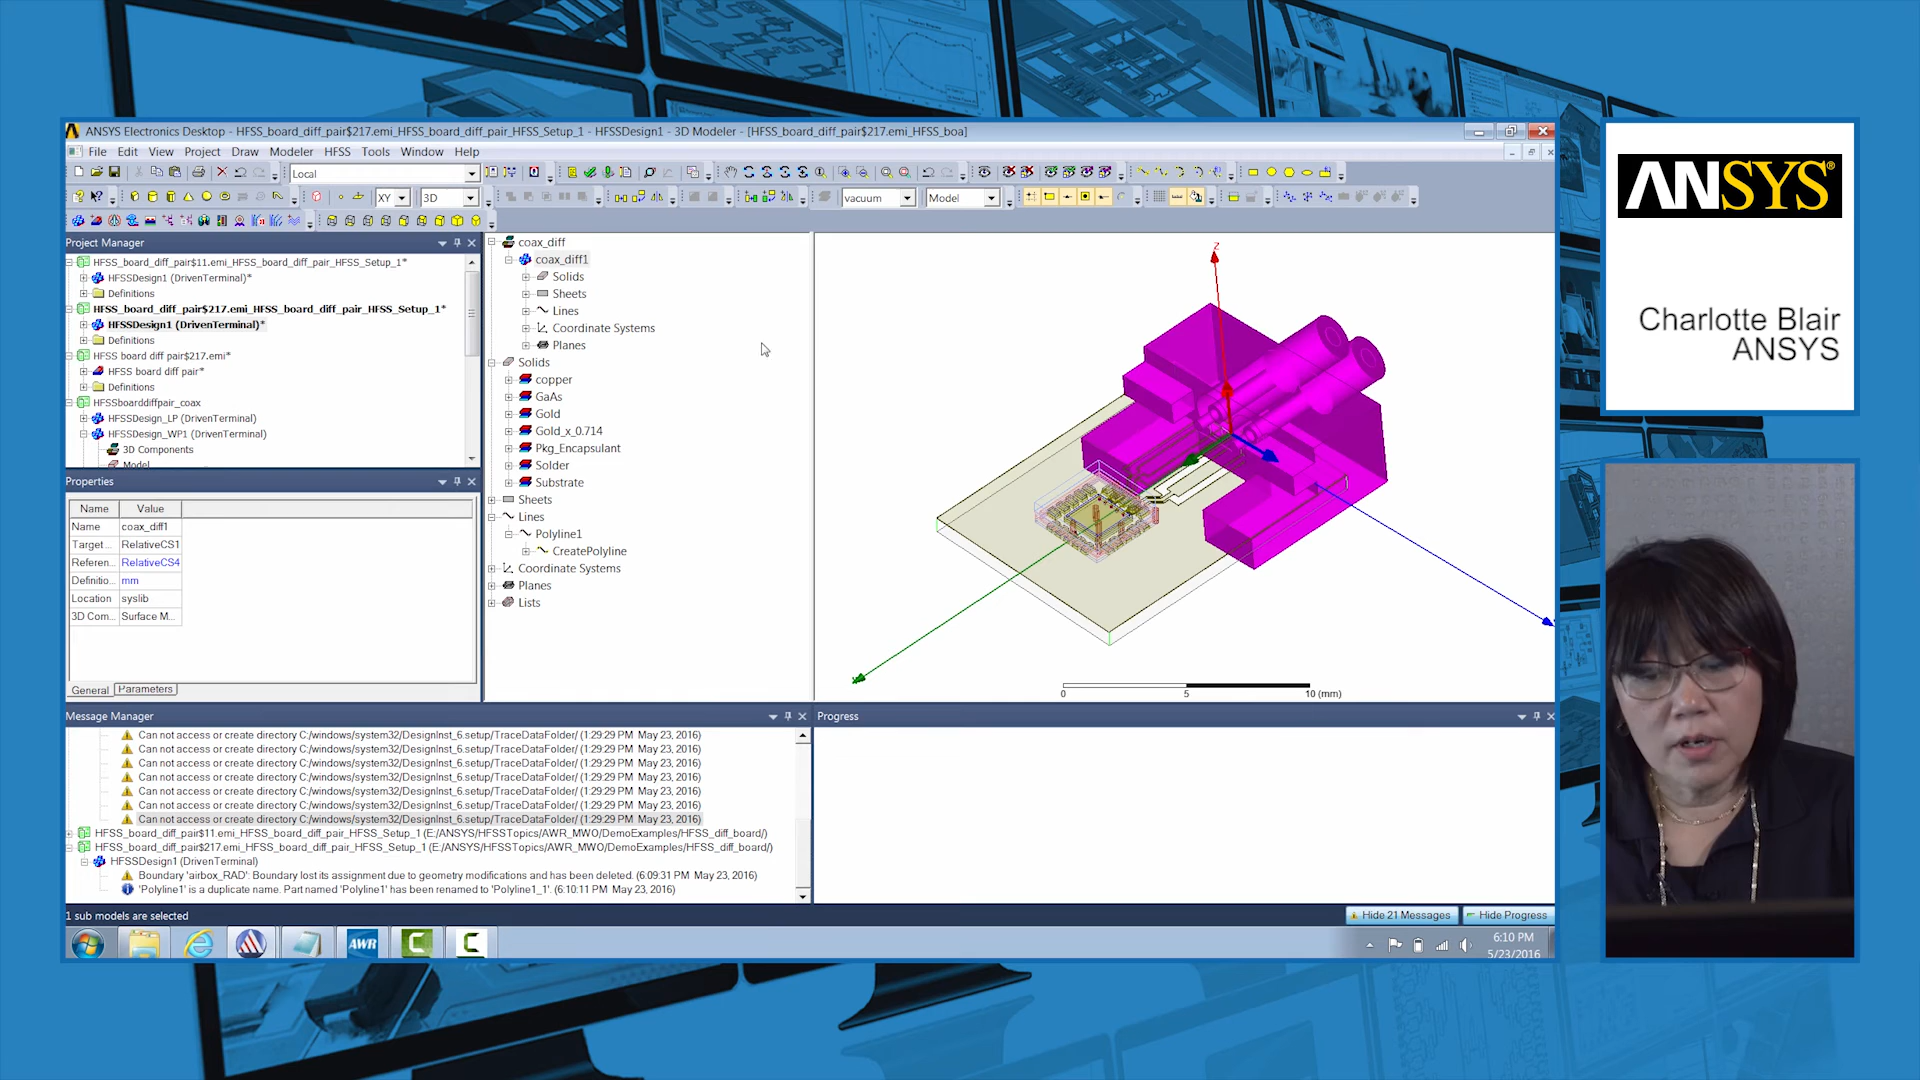 ANSYS Electronics Desktop - HFSS_board_diff_pair$217.emi_HFSS_board_diff_pair_HFSS_Setup_1 - HFSSDesign1 - 3D Modeler - [HFSS_board_diff_pair$217.emi_HFSS_boa]
File Edit View Project Draw Modeler HFSS Tools Window Help
Local
XY 3D vacuum Model
Project Manager
HFSS_board_diff_pair$11.emi_HFSS_board_diff_pair_HFSS_Setup_1*
HFSSDesign1 (DrivenTerminal)*
Definitions
HFSS_board_diff_pair$217.emi_HFSS_board_diff_pair_HFSS_Setup_1*
HFSSDesign1 (DrivenTerminal)*
Definitions
HFSS board diff pair$217.emi*
HFSS board diff pair*
Definitions
HFSSboarddiffpair_coax
HFSSDesign_LP (DrivenTerminal)
HFSSDesign_WP1 (DrivenTerminal)
3D Components
Model
Properties
Name Value
Name coax_diff1
Target ... RelativeCS1
Referen... RelativeCS4
Definitio... mm
Location syslib
3D Com... Surface M...
General Parameters
coax_diff
coax_diff1
Solids
Sheets
Lines
Coordinate Systems
Planes
Solids
copper
GaAs
Gold
Gold_x_0.714
Pkg_Encapsulant
Solder
Substrate
Sheets
Lines
Polyline1
CreatePolyline
Coordinate Systems
Planes
Lists
Z
0 5 10 (mm)
Message Manager
Can not access or create directory C:/windows/system32/DesignInst_6.setup/TraceDataFolder/ (1:29:29 PM May 23, 2016)
Can not access or create directory C:/windows/system32/DesignInst_6.setup/TraceDataFolder/ (1:29:29 PM May 23, 2016)
Can not access or create directory C:/windows/system32/DesignInst_6.setup/TraceDataFolder/ (1:29:29 PM May 23, 2016)
Can not access or create directory C:/windows/system32/DesignInst_6.setup/TraceDataFolder/ (1:29:29 PM May 23, 2016)
Can not access or create directory C:/windows/system32/DesignInst_6.setup/TraceDataFolder/ (1:29:29 PM May 23, 2016)
Can not access or create directory C:/windows/system32/DesignInst_6.setup/TraceDataFolder/ (1:29:29 PM May 23, 2016)
Can not access or create directory C:/windows/system32/DesignInst_6.setup/TraceDataFolder/ (1:29:29 PM May 23, 2016)
HFSS_board_diff_pair$11.emi_HFSS_board_diff_pair_HFSS_Setup_1 (E:/ANSYS/HFSSTopics/AWR_MWO/DemoExamples/HFSS_diff_board/)
HFSS_board_diff_pair$217.emi_HFSS_board_diff_pair_HFSS_Setup_1 (E:/ANSYS/HFSSTopics/AWR_MWO/DemoExamples/HFSS_diff_board/)
HFSSDesign1 (DrivenTerminal)
Boundary 'airbox_RAD': Boundary lost its assignment due to geometry modifications and has been deleted. (6:09:31 PM May 23, 2016)
'Polyline1' is a duplicate name. Part named 'Polyline1' has been renamed to 'Polyline1_1'. (6:10:11 PM May 23, 2016)
Progress
1 sub models are selected
Hide 21 Messages Hide Progress
AWR
6:10 PM
5/23/2016
ANSYS®
Charlotte Blair
ANSYS